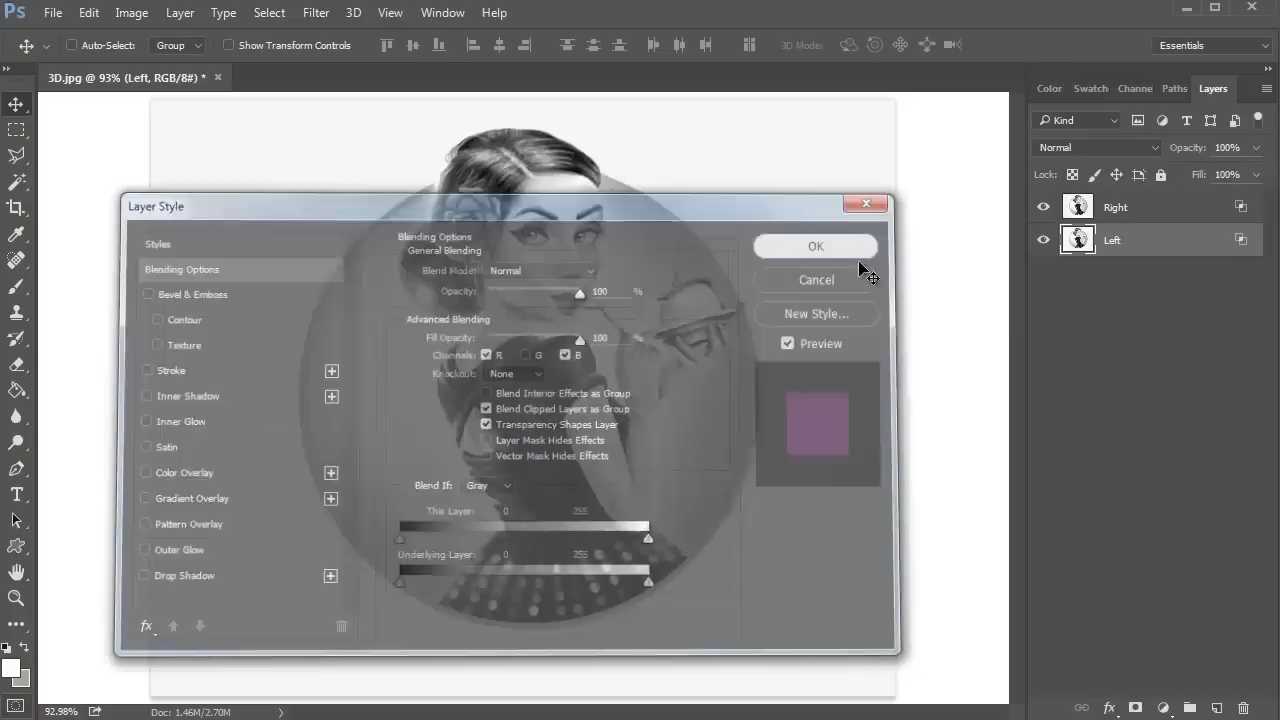 Ps File Edit Image Layer Type Select Filter 3D View Window Help
Auto-Select: Group Show Transform Controls 3D Mode: Essentials
3D.jpg @ 93% (Left, RGB/8#) * ×
Color Swatch Channe Paths Layers
Kind
Normal Opacity: 100%
Lock: Fill: 100%
Right
Left
Layer Style
Styles
Blending Options
Bevel & Emboss
Contour
Texture
Stroke
Inner Shadow
Inner Glow
Satin
Color Overlay
Gradient Overlay
Pattern Overlay
Outer Glow
Drop Shadow
fx
Blending Options
General Blending
Blend Mode: Normal
Opacity: 100 %
Advanced Blending
Fill Opacity: 100 %
Channels: R G B
Knockout: None
Blend Interior Effects as Group
Blend Clipped Layers as Group
Transparency Shapes Layer
Layer Mask Hides Effects
Vector Mask Hides Effects
Blend If: Gray
This Layer: 0 255
Underlying Layer: 0 255
OK
Cancel
New Style...
Preview
92.98% Doc: 1.46M/2.70M
fx